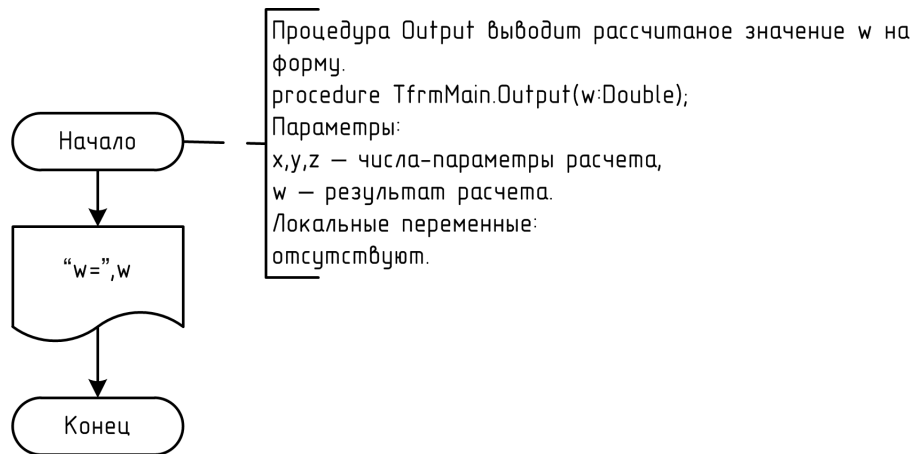 Процедура Output выводит рассчитаное значение w на
форму.
procedure TfrmMain.Output(w:Double);
Параметры:
x,y,z – числа-параметры расчета,
w – результат расчета.
Локальные переменные:
отсутствуют.
Начало
“w=”,w
Конец